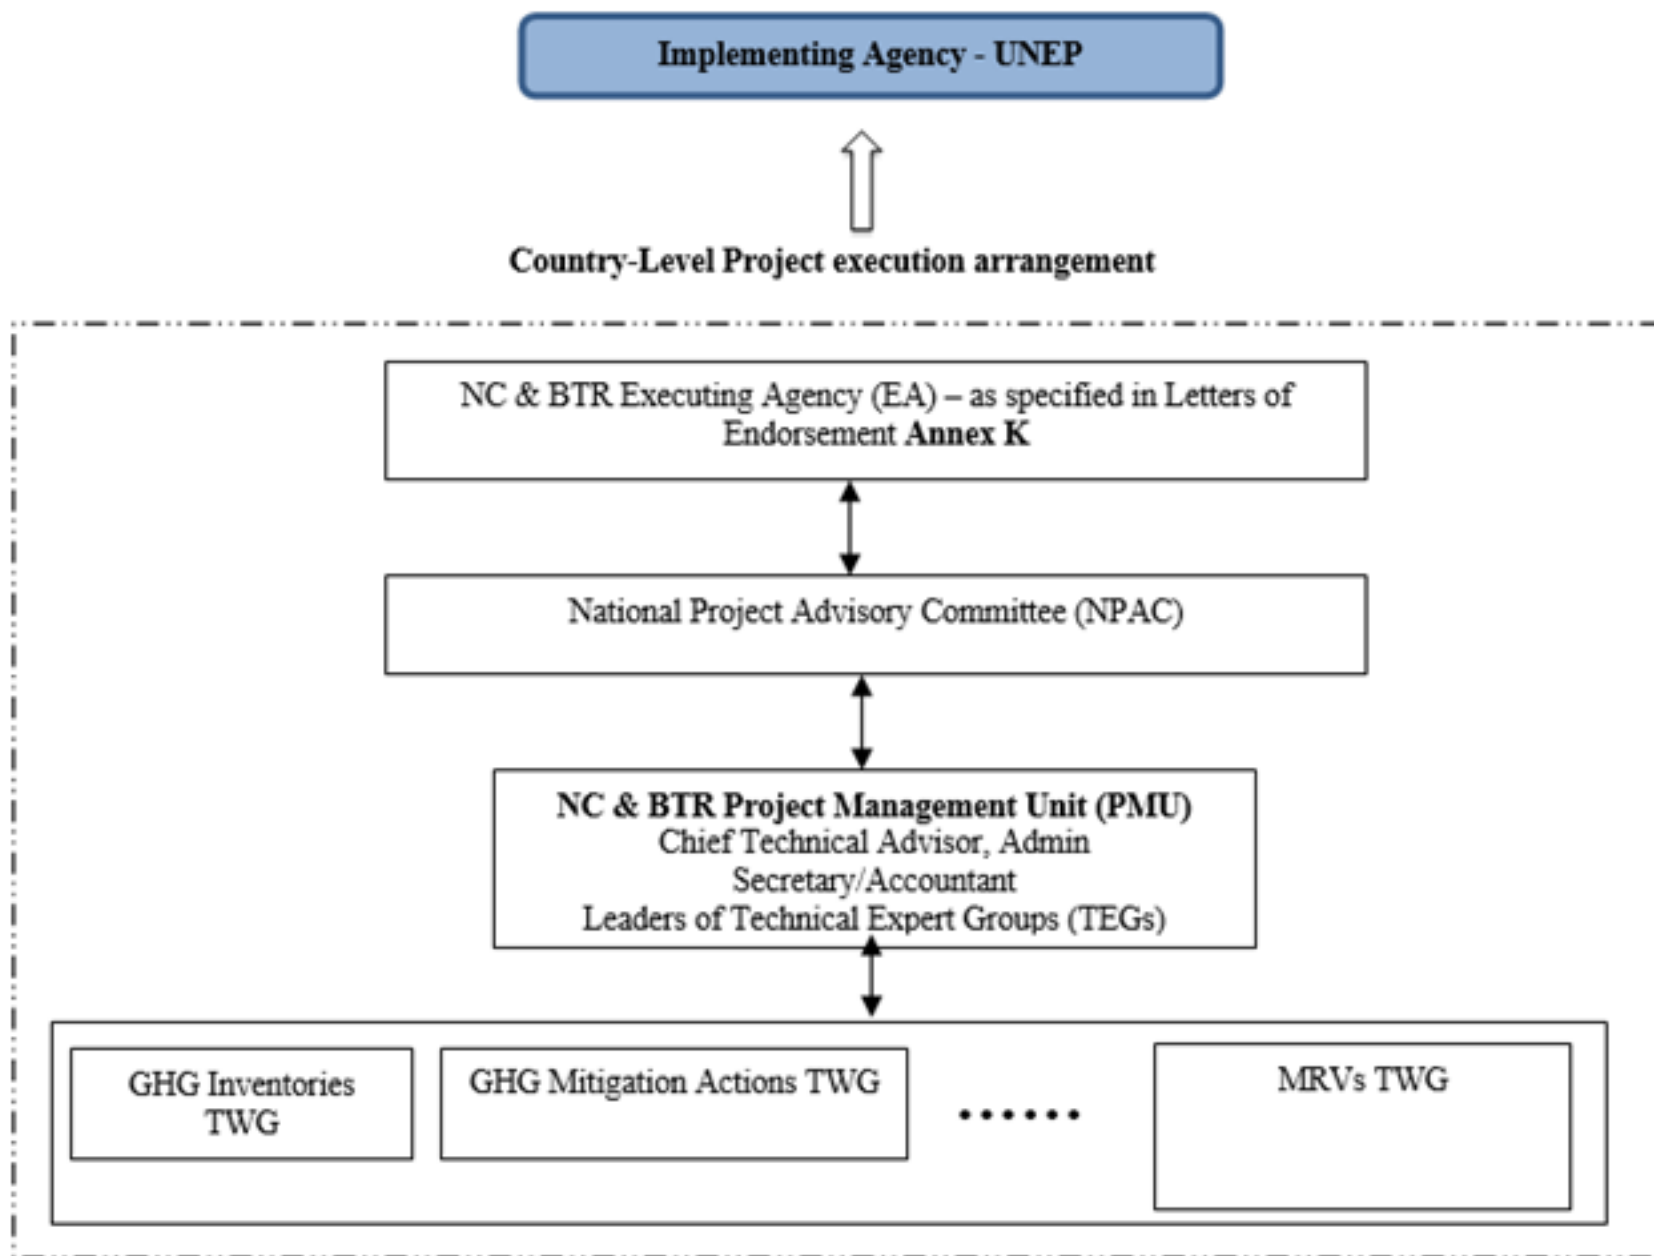 Implementing Agency - UNEP
Country-Level Project execution arrangement
NC & BTR Executing Agency (EA) – as specified in Letters of
Endorsement Annex K
National Project Advisory Committee (NPAC)
NC & BTR Project Management Unit (PMU)
Chief Technical Advisor, Admin
Secretary/Accountant
Leaders of Technical Expert Groups (TEGs)
GHG Inventories
TWG
GHG Mitigation Actions TWG
......
MRVs TWG